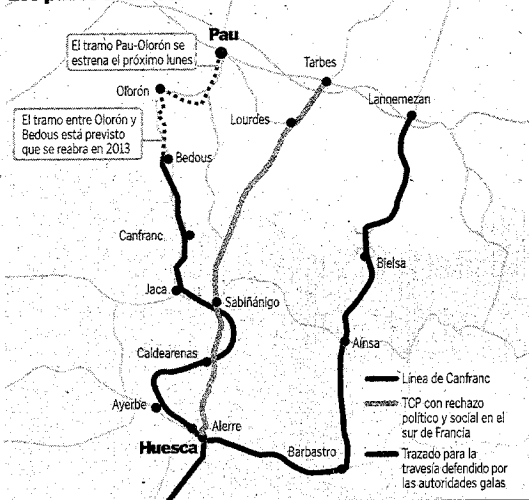 Pau
El tramo Pau-Olorón se
estrena el próximo lunes
Tarbes
Olorón
Lannemezan
El tramo entre Olorón y
Bedous está previsto
que se reabra en 2013
Lourdes
Bedous
Canfranc
Bielsa
Jaca
Sabiñánigo
Aínsa
Caldearenas
Línea de Canfranc
Ayerbe
TCP con rechazo
político y social en el
sur de Francia
Alerre
Huesca
Barbastro
Trazado para la
travesía defendido por
las autoridades galas